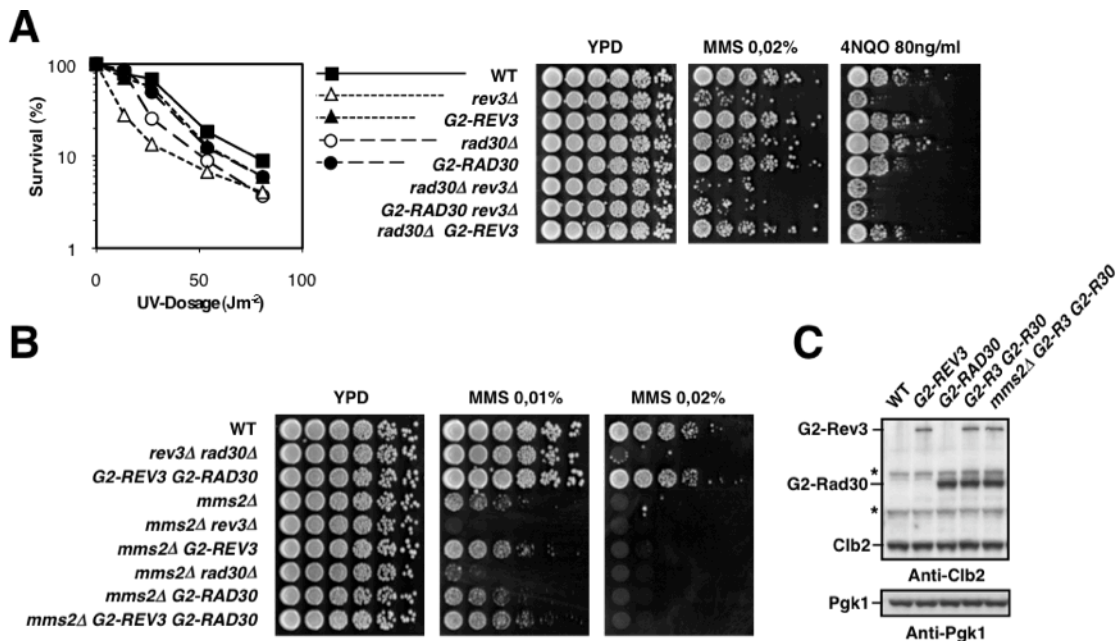 A
YPD
MMS 0,02%
4NQO 80ng/ml
100
10
1
Survival (%)
0
50
100
UV-Dosage(Jm-2)
WT
rev3Δ
G2-REV3
rad30Δ
G2-RAD30
rad30Δ rev3Δ
G2-RAD30 rev3Δ
rad30Δ G2-REV3
B
YPD
MMS 0,01%
MMS 0,02%
WT
rev3Δ rad30Δ
G2-REV3 G2-RAD30
mms2Δ
mms2Δ rev3Δ
mms2Δ G2-REV3
mms2Δ rad30Δ
mms2Δ G2-RAD30
mms2Δ G2-REV3 G2-RAD30
C
WT
G2-REV3
G2-RAD30
G2-R3 G2-R30
mms2Δ G2-R3 G2-R30
G2-Rev3
*
G2-Rad30
*
Clb2
Anti-Clb2
Pgk1
Anti-Pgk1